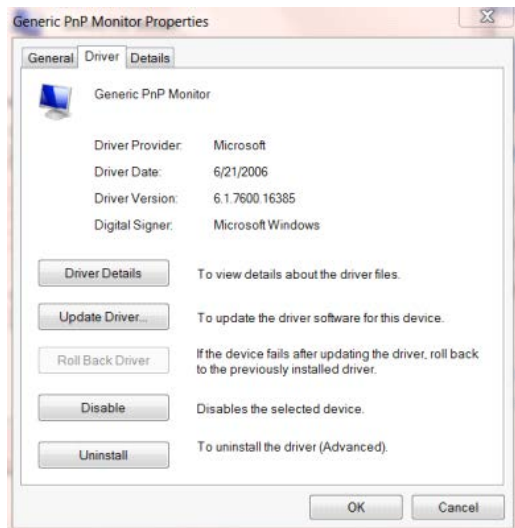 Generic PnP Monitor Properties
General Driver Details
Generic PnP Monitor
Driver Provider: Microsoft
Driver Date: 6/21/2006
Driver Version: 6.1.7600.16385
Digital Signer: Microsoft Windows
Driver Details To view details about the driver files.
Update Driver... To update the driver software for this device.
Roll Back Driver If the device fails after updating the driver, roll back
to the previously installed driver.
Disable Disables the selected device.
Uninstall To uninstall the driver (Advanced).
OK Cancel